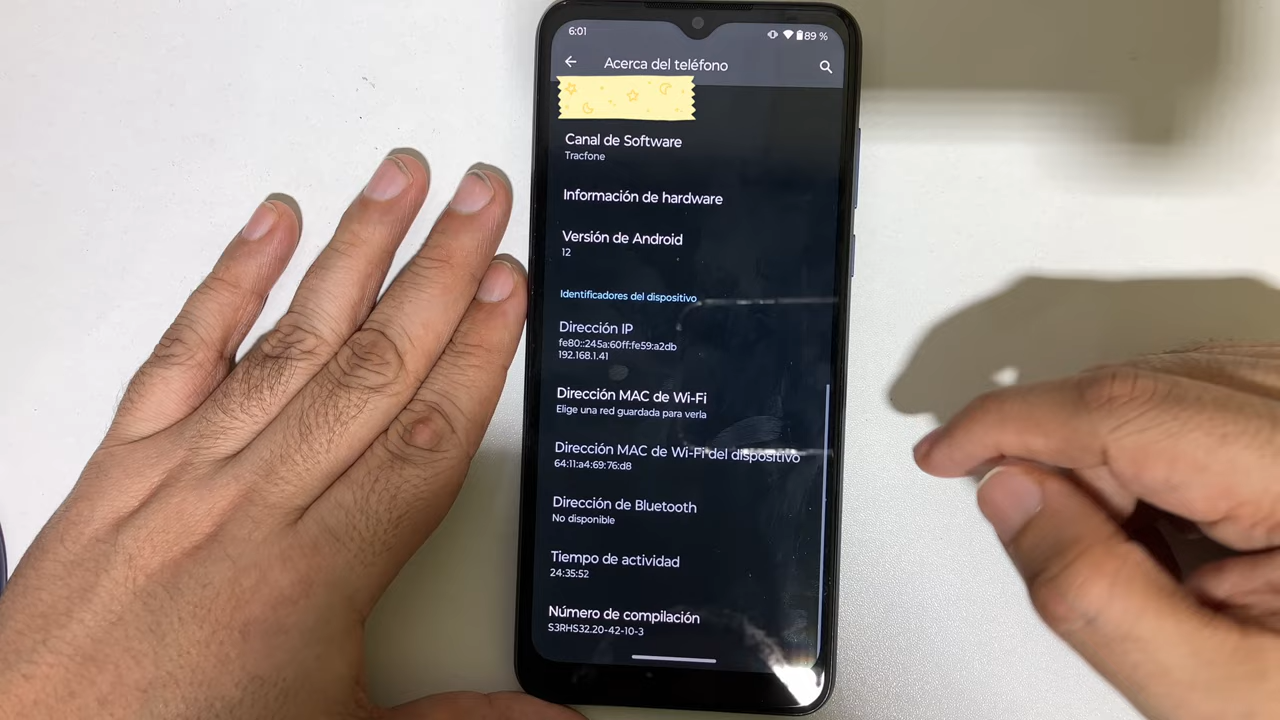 6:01
89 %
Acerca del teléfono
Canal de Software
Tracfone
Información de hardware
Versión de Android
12
Identificadores del dispositivo
Dirección IP
fe80::245a:60ff:fe59:a2db
192.168.1.41
Dirección MAC de Wi-Fi
Elige una red guardada para verla
Dirección MAC de Wi-Fi del dispositivo
64:11:a4:69:76:d8
Dirección de Bluetooth
No disponible
Tiempo de actividad
24:35:52
Número de compilación
S3RHS32.20-42-10-3